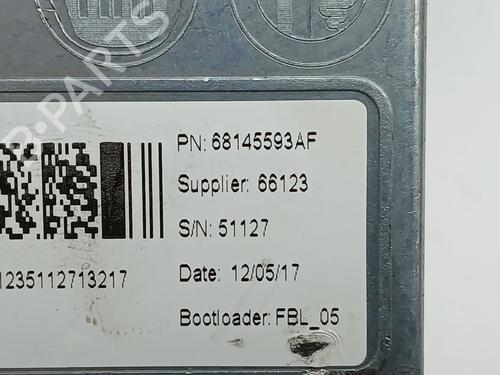 PN: 68145593AF
Supplier: 66123
S/N: 51127
1235112713217
Date: 12/05/17
Bootloader: FBL_05